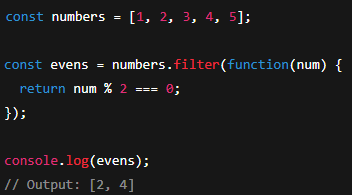 const numbers = [1, 2, 3, 4, 5];
const evens = numbers.filter(function(num) {
  return num % 2 === 0;
});
console.log(evens);
// Output: [2, 4]